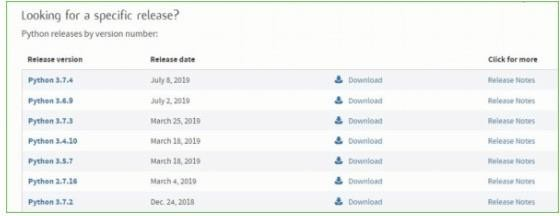 Looking for a specific release?
Python releases by version number:
Release version Release date Click for more
Python 3.7.4 July 8, 2019 Download Release Notes
Python 3.6.9 July 2, 2019 Download Release Notes
Python 3.7.3 March 25, 2019 Download Release Notes
Python 3.4.10 March 18, 2019 Download Release Notes
Python 3.5.7 March 18, 2019 Download Release Notes
Python 2.7.16 March 4, 2019 Download Release Notes
Python 3.7.2 Dec. 24, 2018 Download Release Notes